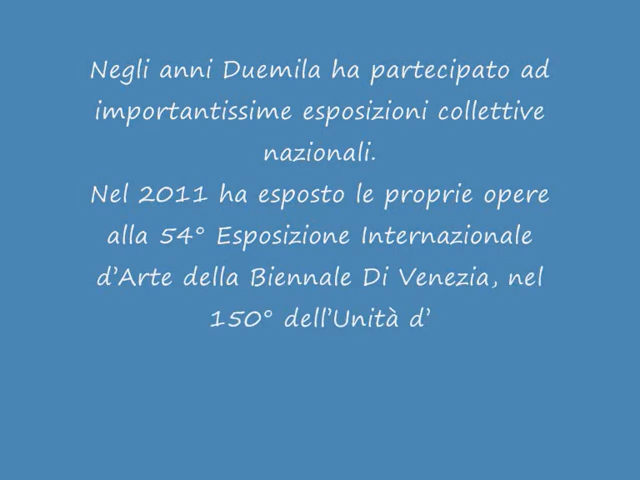 Negli anni Duemila ha partecipato ad
importantissime esposizioni collettive
nazionali.
Nel 2011 ha esposto le proprie opere
alla 54° Esposizione Internazionale
d’Arte della Biennale Di Venezia, nel
150° dell’Unità d’